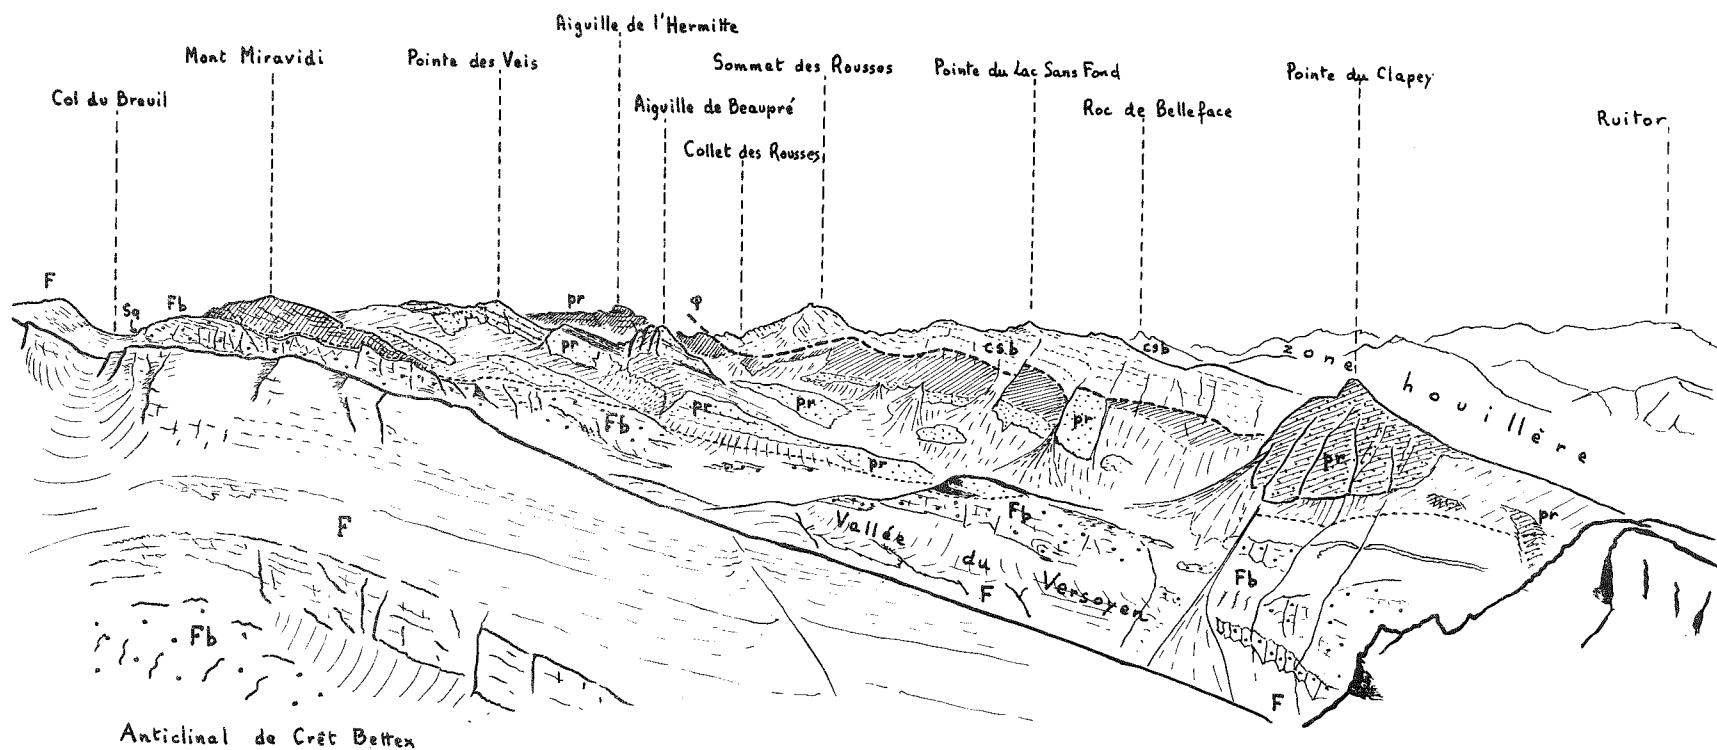 Aiguille de l'Hermitte
Mont Miravidi
Pointe des Veis
Sommet des Rousses
Pointe du Lac Sans Fond
Pointe du Clapey
Col du Breuil
Aiguille de Beaupré
Roc de Belleface
Ruitor
Collet des Rousses
F
Sq
Fb
pr
φ
pr
csb
csb
zone houillère
pr
pr
pr
Fb
pr
pr
pr
Fb
Vallée du Versoyen
F
Fb
F
Fb
F
Anticlinal de Crêt Bettex